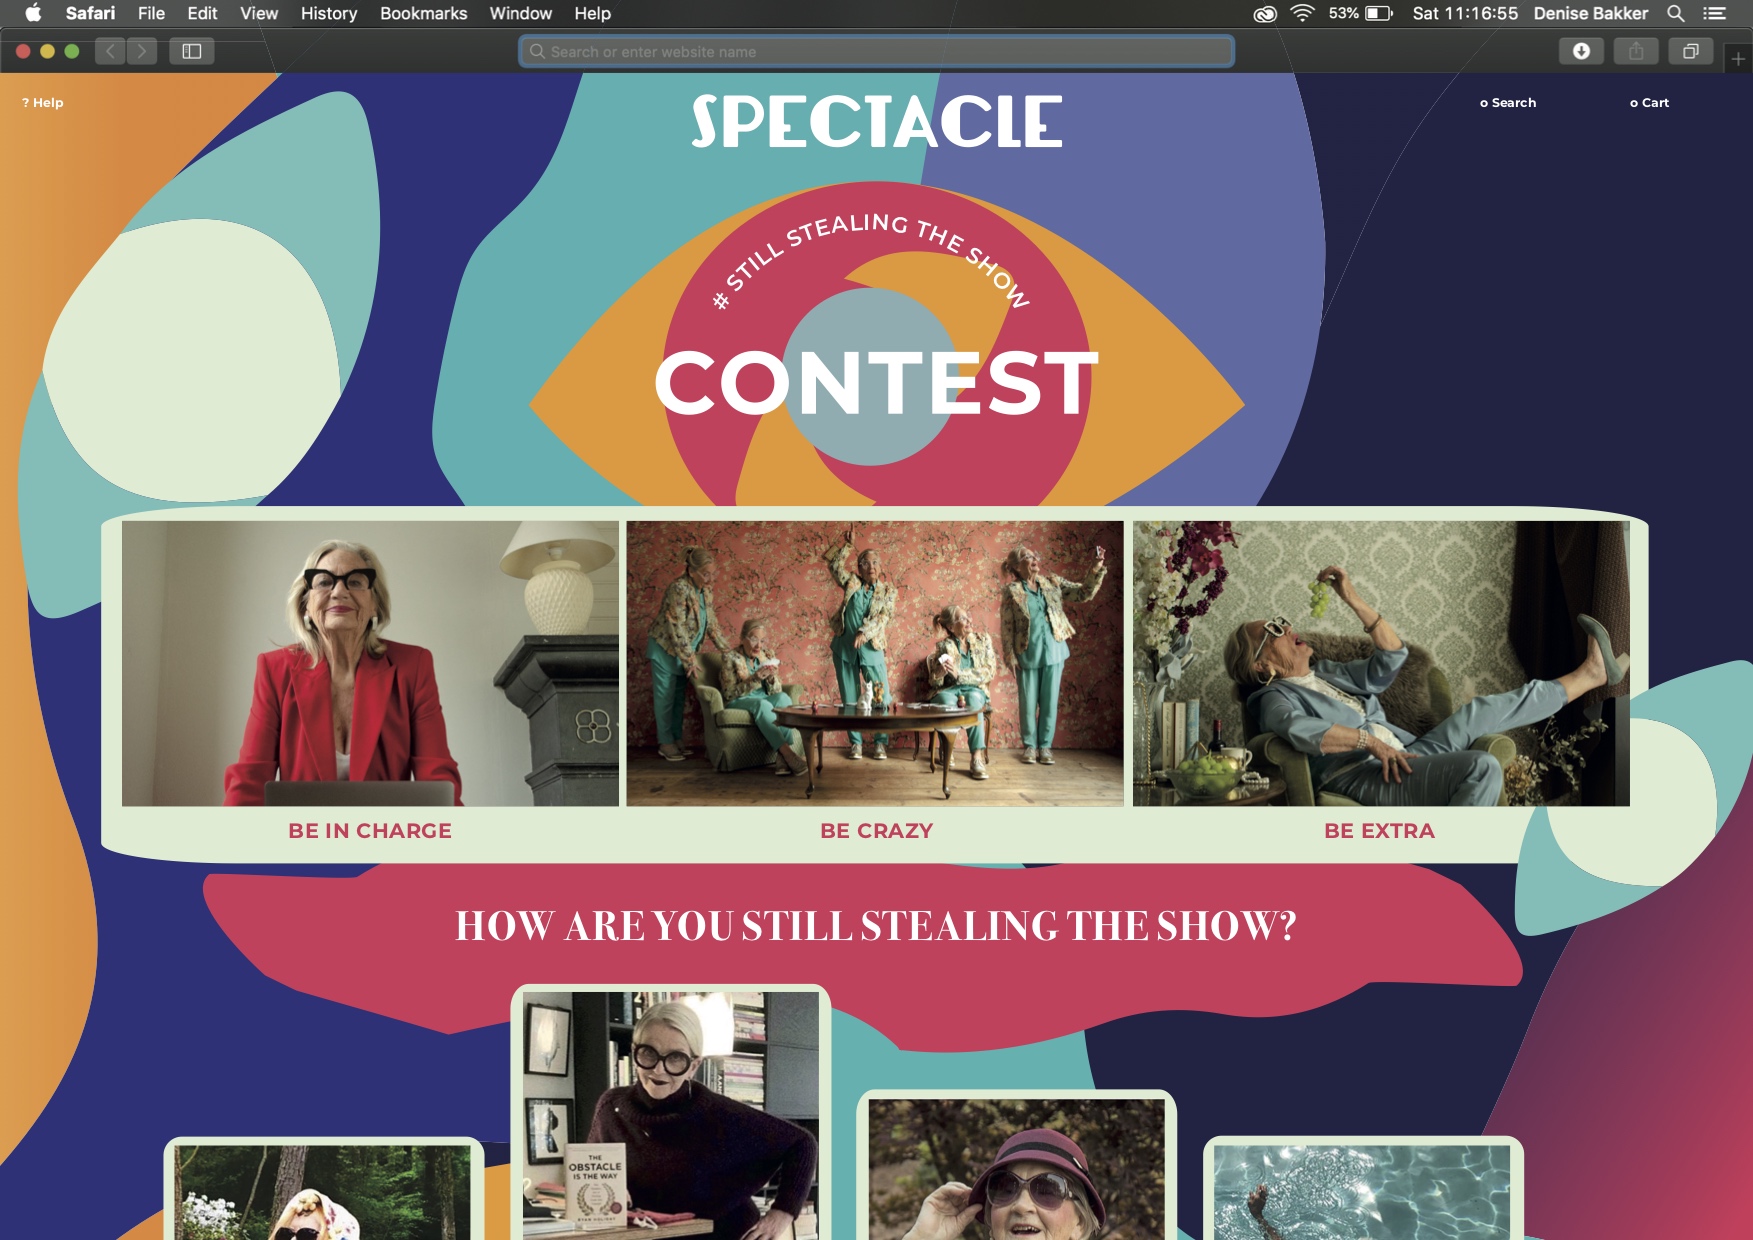 Safari File Edit View History Bookmarks Window Help 53% Sat 11:16:55 Denise Bakker
Search or enter website name
? Help
o Search
o Cart
SPECTACLE
# STILL STEALING THE SHOW
CONTEST
BE IN CHARGE
BE CRAZY
BE EXTRA
HOW ARE YOU STILL STEALING THE SHOW?
THE
OBSTACLE
IS THE WAY
RYAN HOLIDAY
R